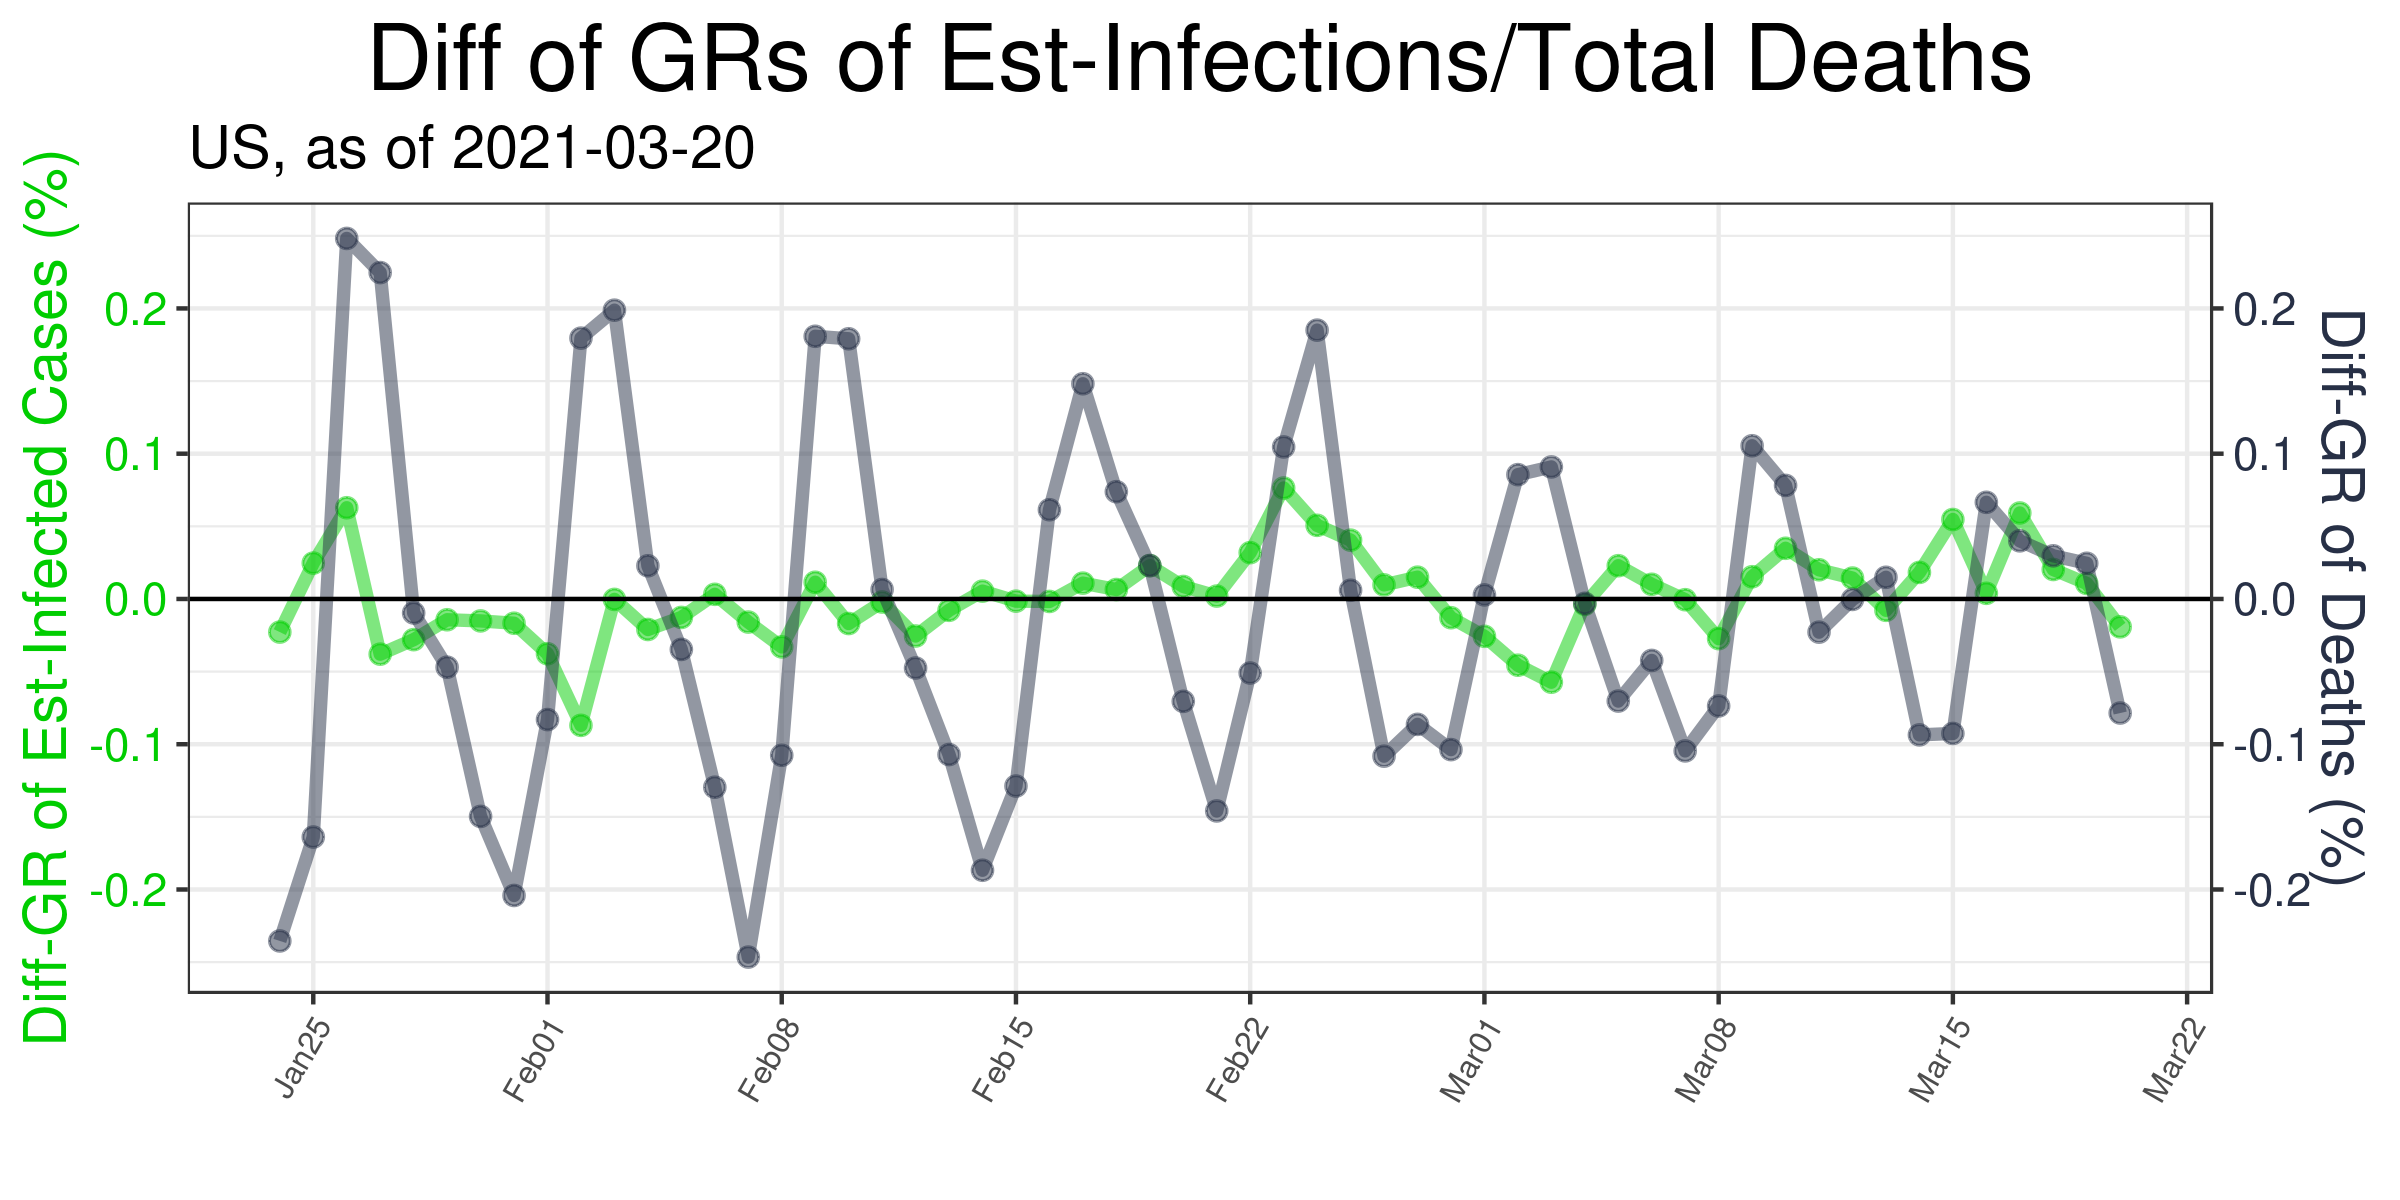 Diff of GRs of Est-Infections/Total Deaths
US, as of 2021-03-20
Diff-GR of Est-Infected Cases (%)
0.2
0.1
0.0
-0.1
-0.2
0.2
0.1
0.0
-0.1
-0.2
Diff-GR of Deaths (%)
Jan25
Feb01
Feb08
Feb15
Feb22
Mar01
Mar08
Mar15
Mar22